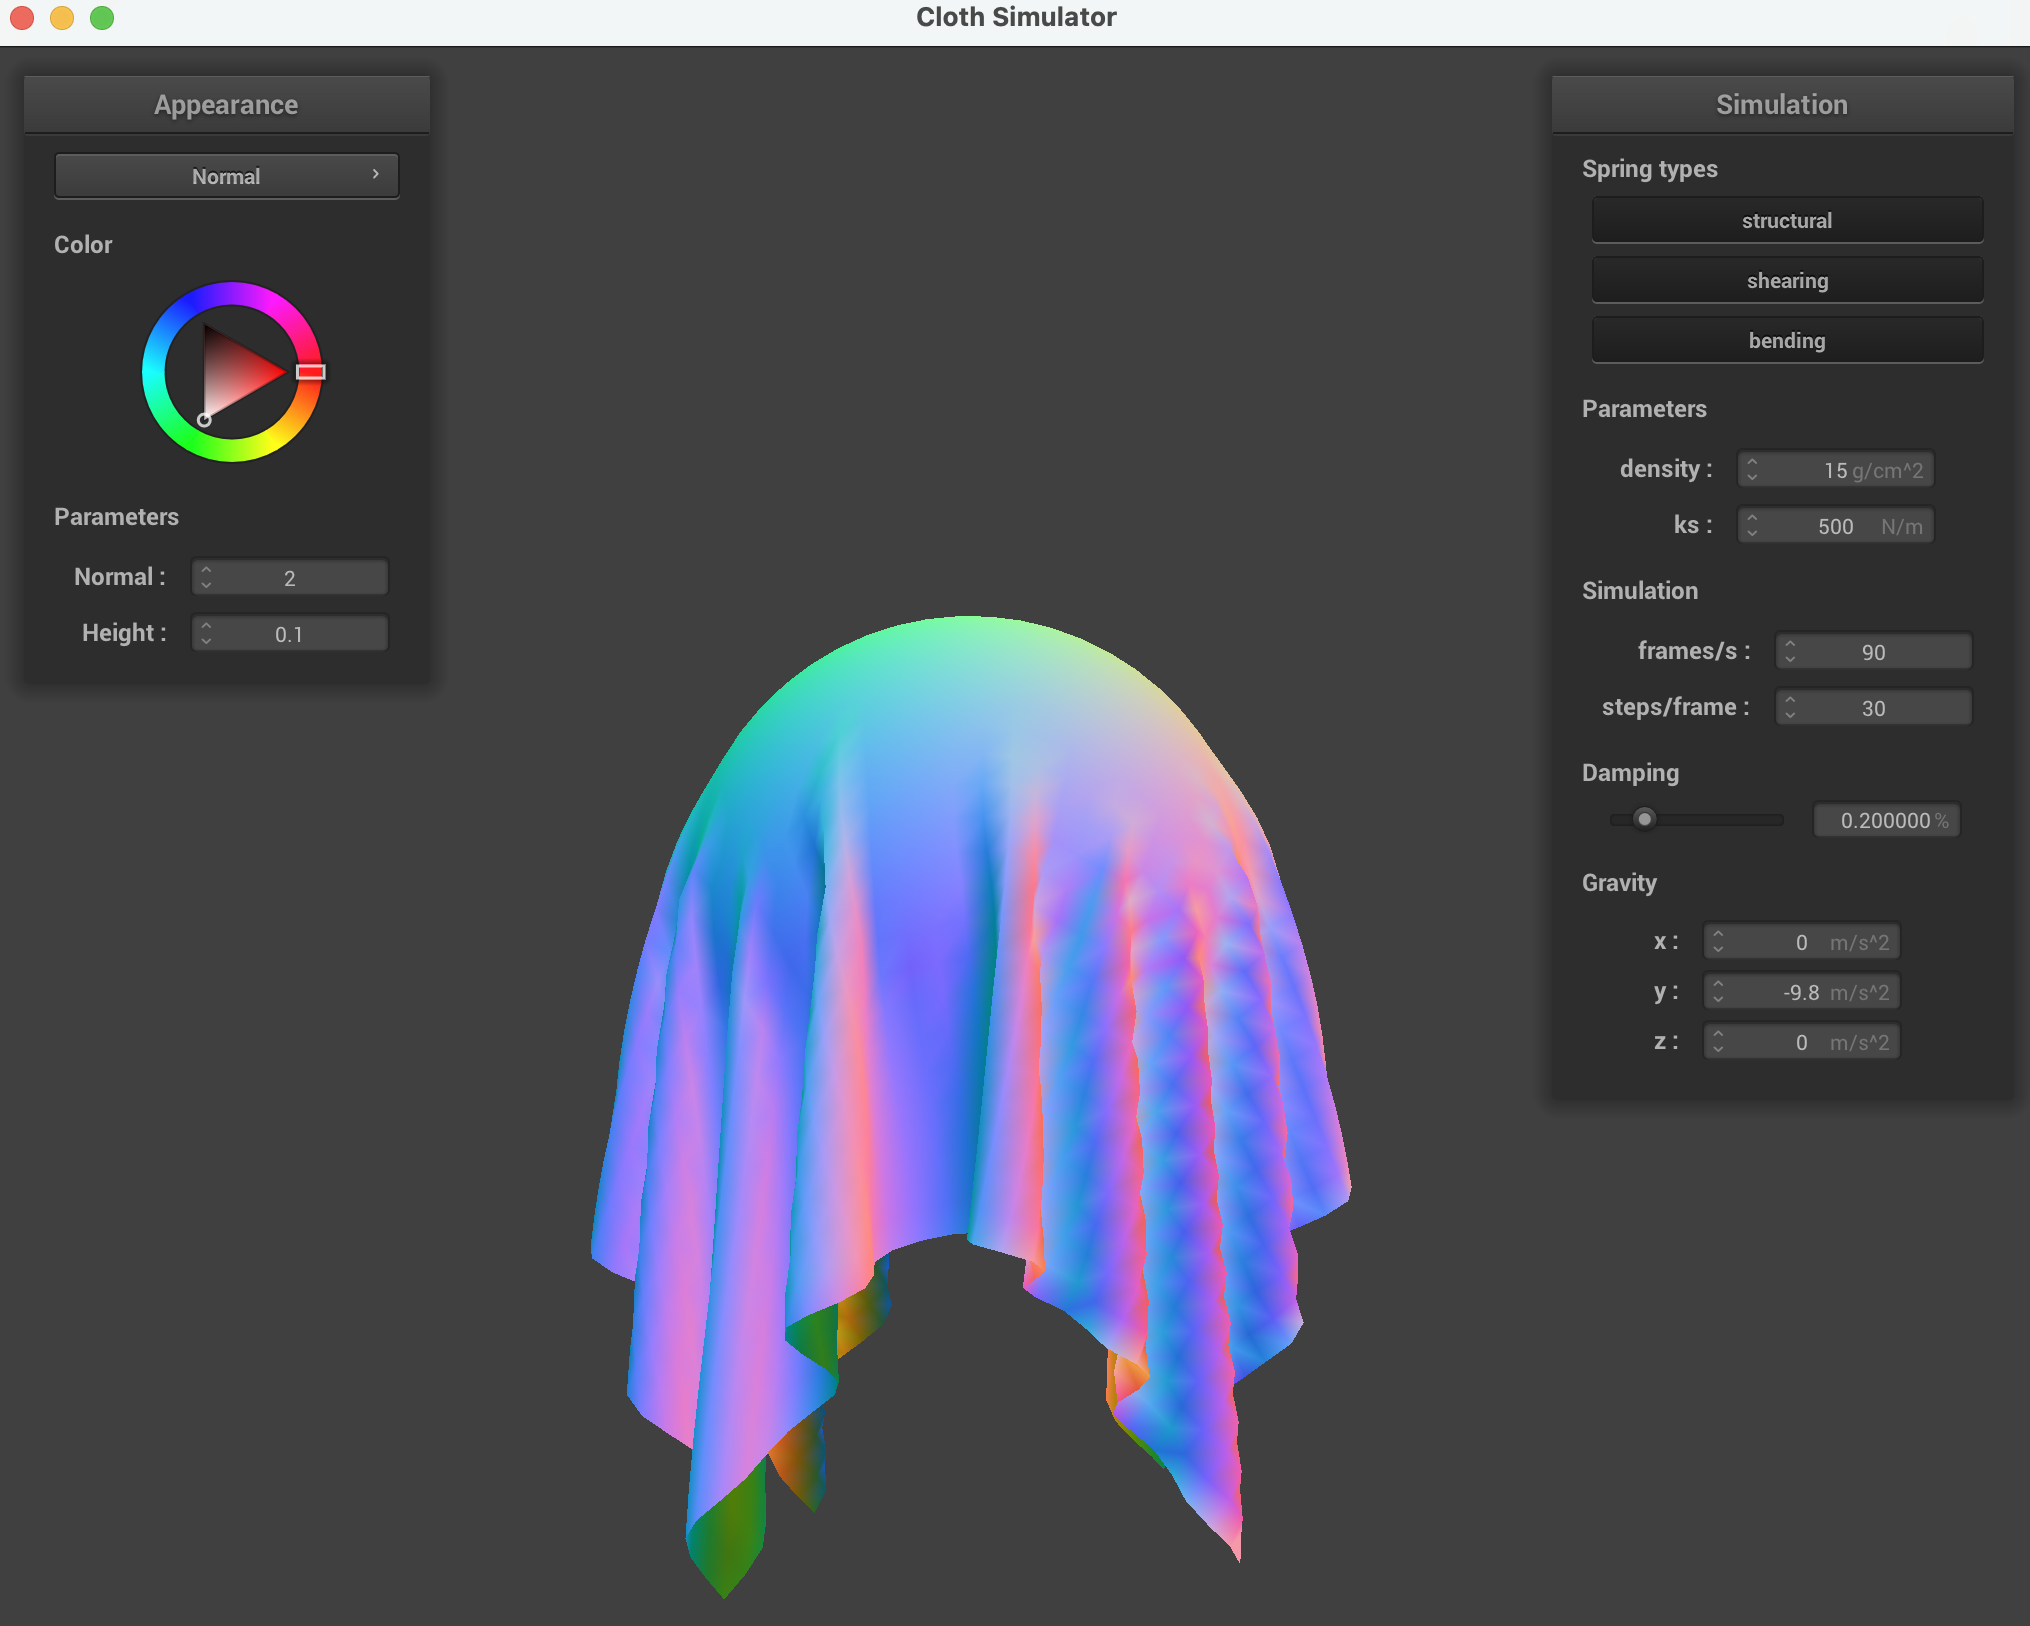 Cloth Simulator
Appearance
Normal
Color
Parameters
Normal : 2
Height : 0.1
Simulation
Spring types
structural
shearing
bending
Parameters
density : 15 g/cm^2
ks : 500 N/m
Simulation
frames/s : 90
steps/frame : 30
Damping
0.200000 %
Gravity
x : 0 m/s^2
y : -9.8 m/s^2
z : 0 m/s^2